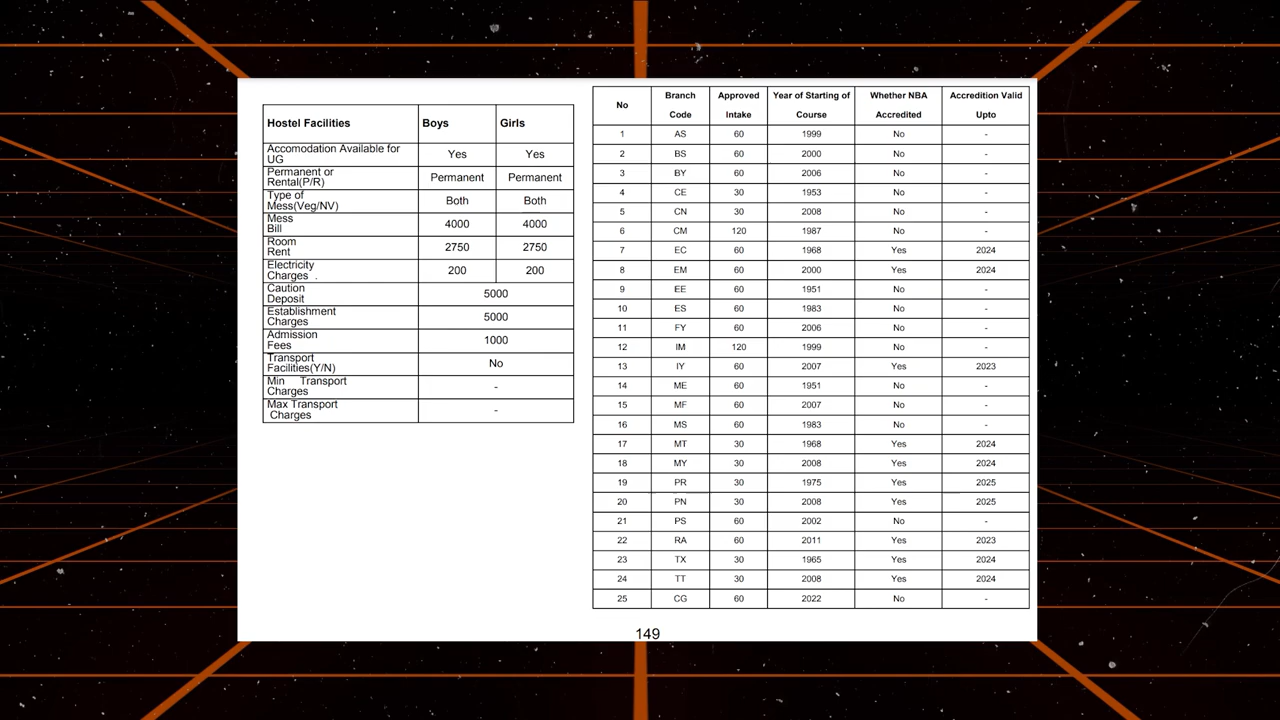 Hostel Facilities Boys Girls
Accomodation Available for
UG Yes Yes
Permanent or
Rental(P/R) Permanent Permanent
Type of
Mess(Veg/NV) Both Both
Mess
Bill 4000 4000
Room
Rent 2750 2750
Electricity
Charges . 200 200
Caution
Deposit 5000
Establishment
Charges 5000
Admission
Fees 1000
Transport
Facilities(Y/N) No
Min Transport
Charges -
Max Transport
Charges -
No Branch Code Approved Intake Year of Starting of Course Whether NBA Accredited Accredition Valid Upto
1 AS 60 1999 No -
2 BS 60 2000 No -
3 BY 60 2006 No -
4 CE 30 1953 No -
5 CN 30 2008 No -
6 CM 120 1987 No -
7 EC 60 1968 Yes 2024
8 EM 60 2000 Yes 2024
9 EE 60 1951 No -
10 ES 60 1983 No -
11 FY 60 2006 No -
12 IM 120 1999 No -
13 IY 60 2007 Yes 2023
14 ME 60 1951 No -
15 MF 60 2007 No -
16 MS 60 1983 No -
17 MT 30 1968 Yes 2024
18 MY 30 2008 Yes 2024
19 PR 30 1975 Yes 2025
20 PN 30 2008 Yes 2025
21 PS 60 2002 No -
22 RA 60 2011 Yes 2023
23 TX 30 1965 Yes 2024
24 TT 30 2008 Yes 2024
25 CG 60 2022 No -
149